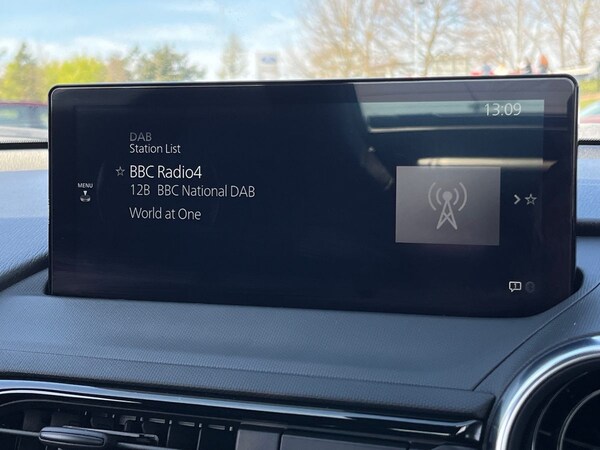 13:09
DAB
Station List
BBC Radio4
12B BBC National DAB
World at One
MENU